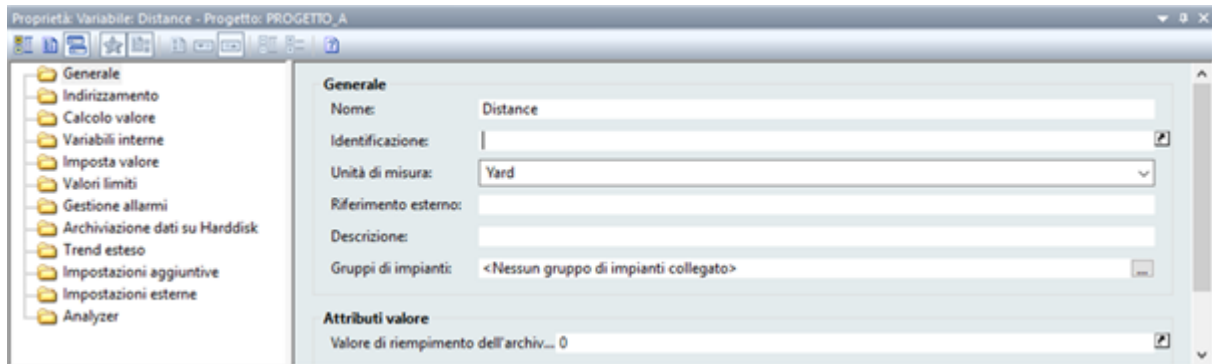 Proprietà: Variabile: Distance - Progetto: PROGETTO_A
Generale
Indirizzamento
Calcolo valore
Variabili interne
Imposta valore
Valori limiti
Gestione allarmi
Archiviazione dati su Harddisk
Trend esteso
Impostazioni aggiuntive
Impostazioni esterne
Analyzer
Generale
Nome: Distance
Identificazione:
Unità di misura: Yard
Riferimento esterno:
Descrizione:
Gruppi di impianti: <Nessun gruppo di impianti collegato>
...
Attributi valore
Valore di riempimento dell'archiv... 0